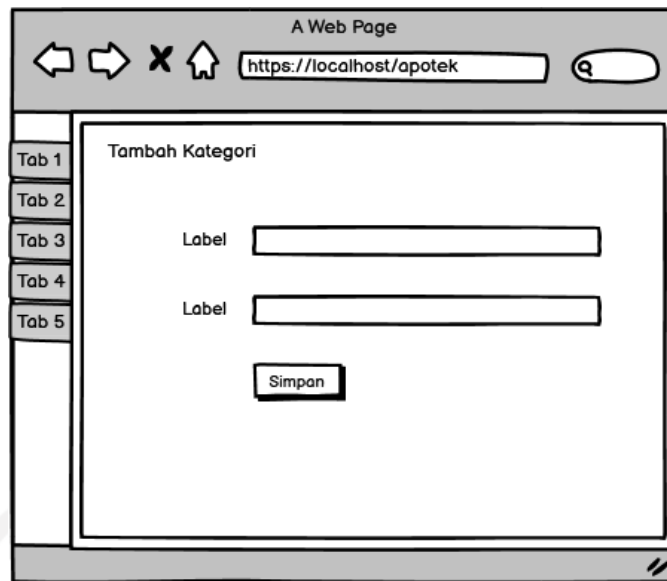 A Web Page
https://localhost/apotek
Tab 1
Tab 2
Tab 3
Tab 4
Tab 5
Tambah Kategori
Label
Label
Simpan